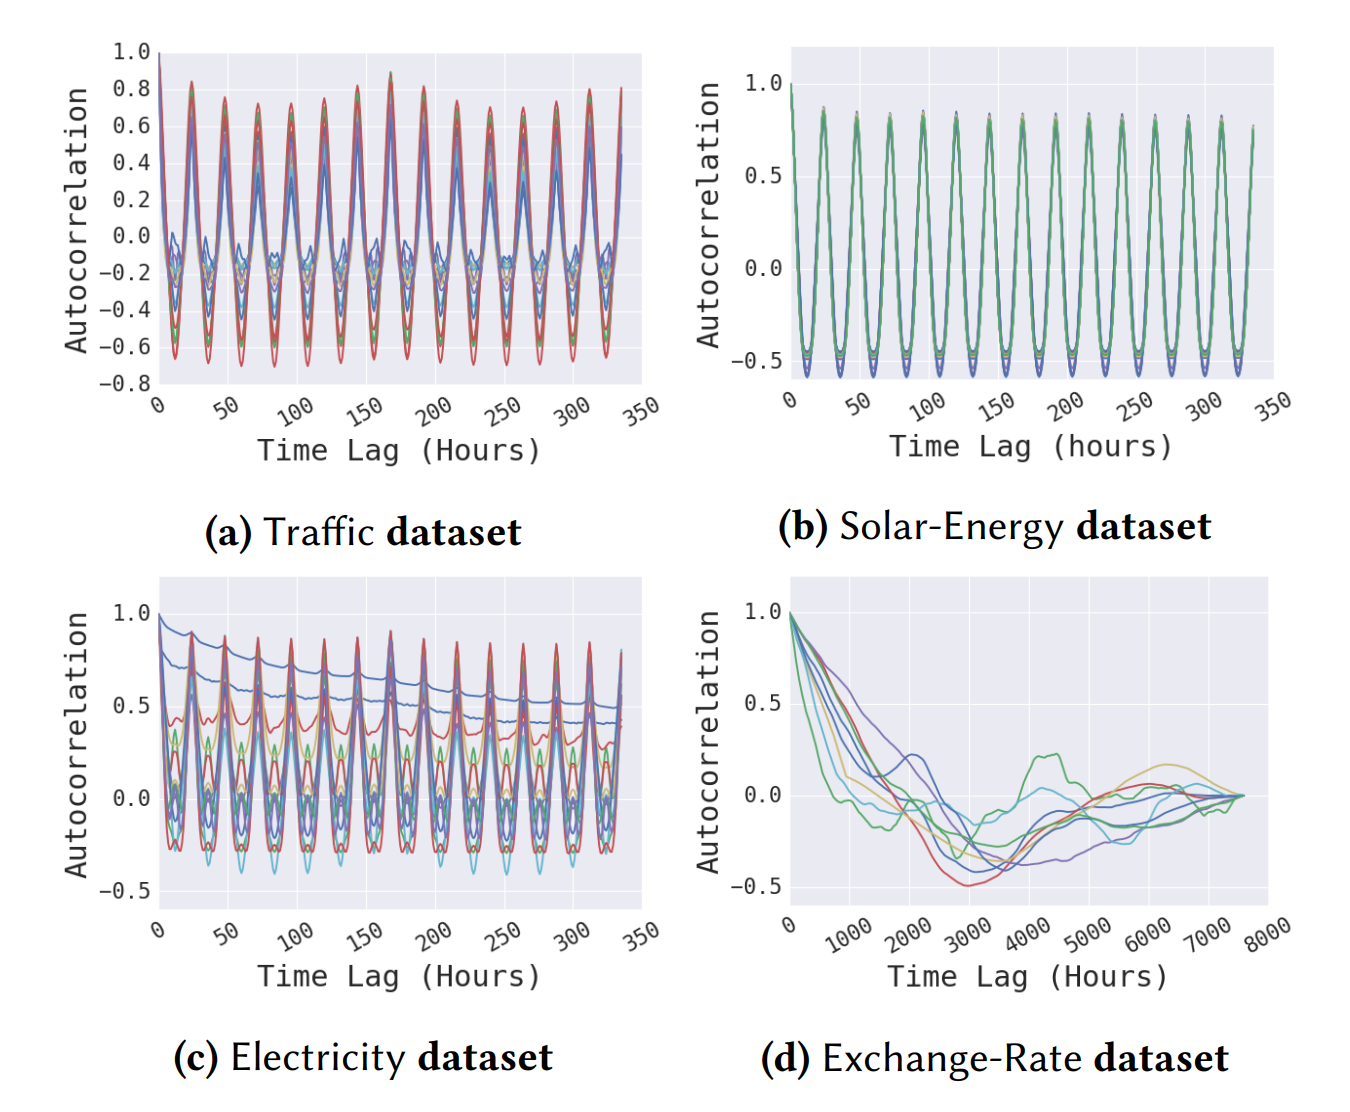 1.0
0.8
0.6
0.4
0.2
0.0
−0.2
−0.4
−0.6
−0.8
Autocorrelation
0 50 100 150 200 250 300 350
Time Lag (Hours)
(a) Traffic dataset
1.0
0.5
0.0
−0.5
Autocorrelation
0 50 100 150 200 250 300 350
Time Lag (hours)
(b) Solar-Energy dataset
1.0
0.5
0.0
−0.5
Autocorrelation
0 50 100 150 200 250 300 350
Time Lag (Hours)
(c) Electricity dataset
1.0
0.5
0.0
−0.5
Autocorrelation
0 1000 2000 3000 4000 5000 6000 7000 8000
Time Lag (Hours)
(d) Exchange-Rate dataset